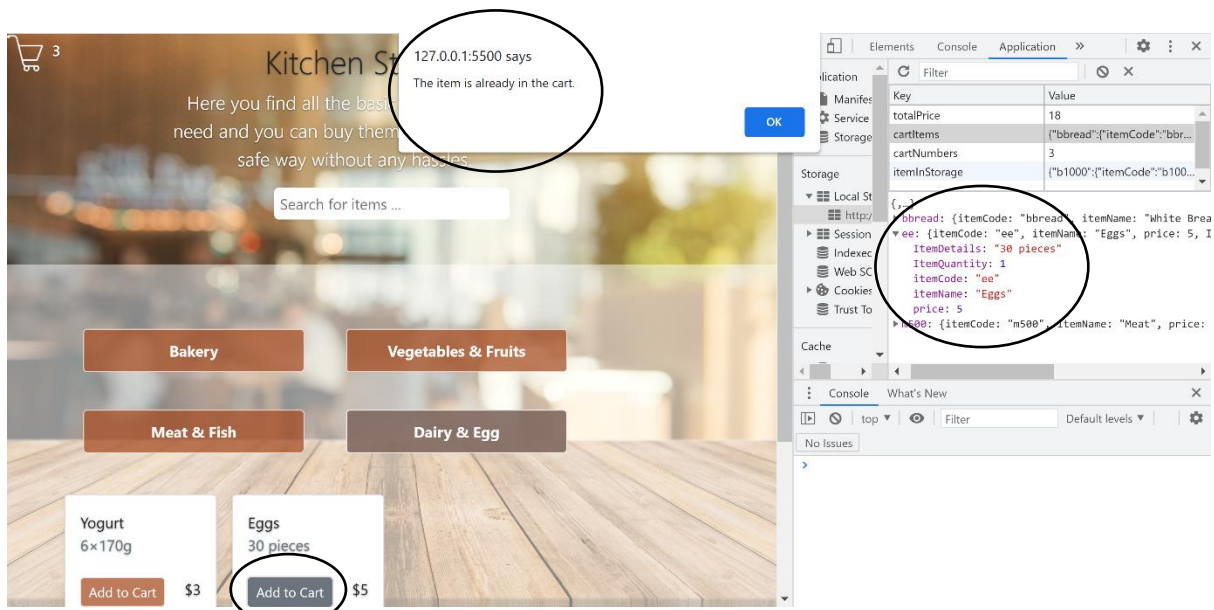 3
Kitchen St
Here you find all the basi
need and you can buy them
safe way without any hassles
Search for items ...
127.0.0.1:5500 says
The item is already in the cart.
OK
Bakery
Vegetables & Fruits
Meat & Fish
Dairy & Egg
Yogurt
6×170g
Add to Cart
$3
Eggs
30 pieces
Add to Cart
$5
Elements Console Application »
plication
Manifes
Service
Storage
Storage
Local St
http:/
Session
Indexed
Web SC
Cookies
Trust To
Cache
Filter
Key Value
totalPrice 18
cartItems {"bbread":{"itemCode":"bbr...
cartNumbers 3
itemInStorage {"b1000":{"itemCode":"b100...
{,…}
bbread: {itemCode: "bbread", itemName: "White Brea
ee: {itemCode: "ee", itemName: "Eggs", price: 5, I
ItemDetails: "30 pieces"
ItemQuantity: 1
itemCode: "ee"
itemName: "Eggs"
price: 5
m500: {itemCode: "m500", itemName: "Meat", price:
Console What's New
top Filter Default levels
No Issues